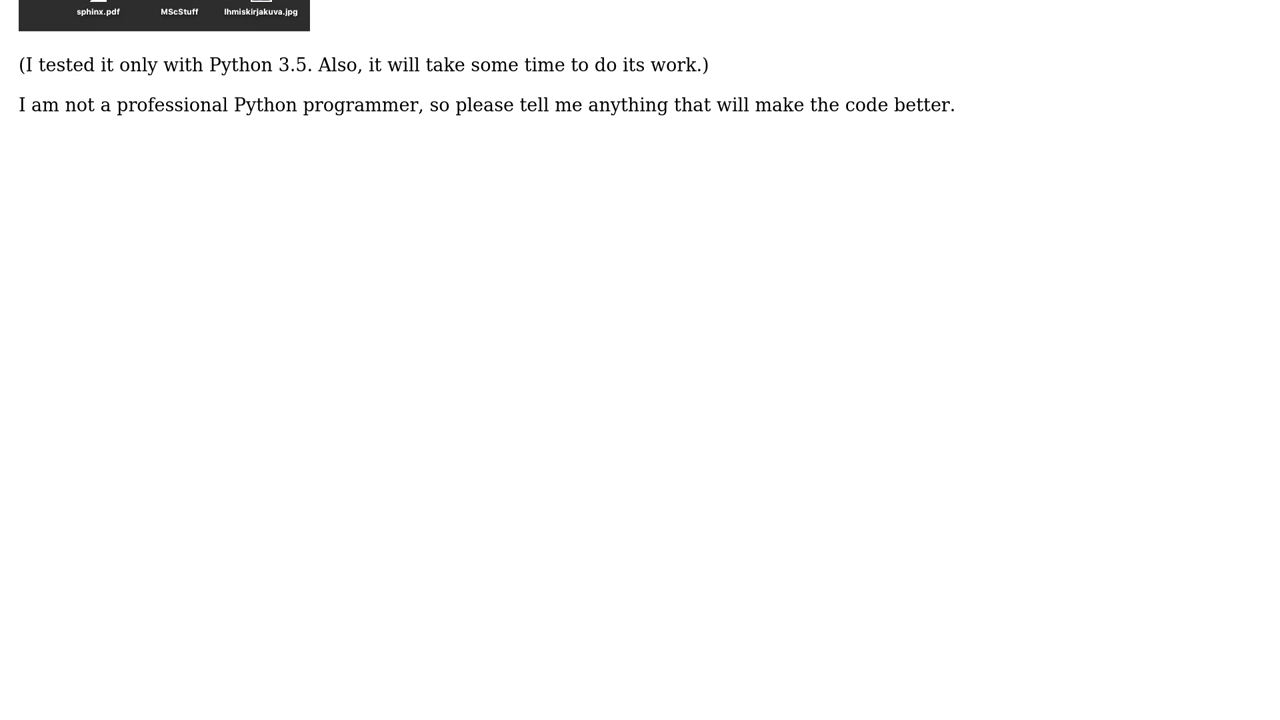 sphinx.pdf MScStuff Ihmiskirjakuva.jpg
(I tested it only with Python 3.5. Also, it will take some time to do its work.)
I am not a professional Python programmer, so please tell me anything that will make the code better.